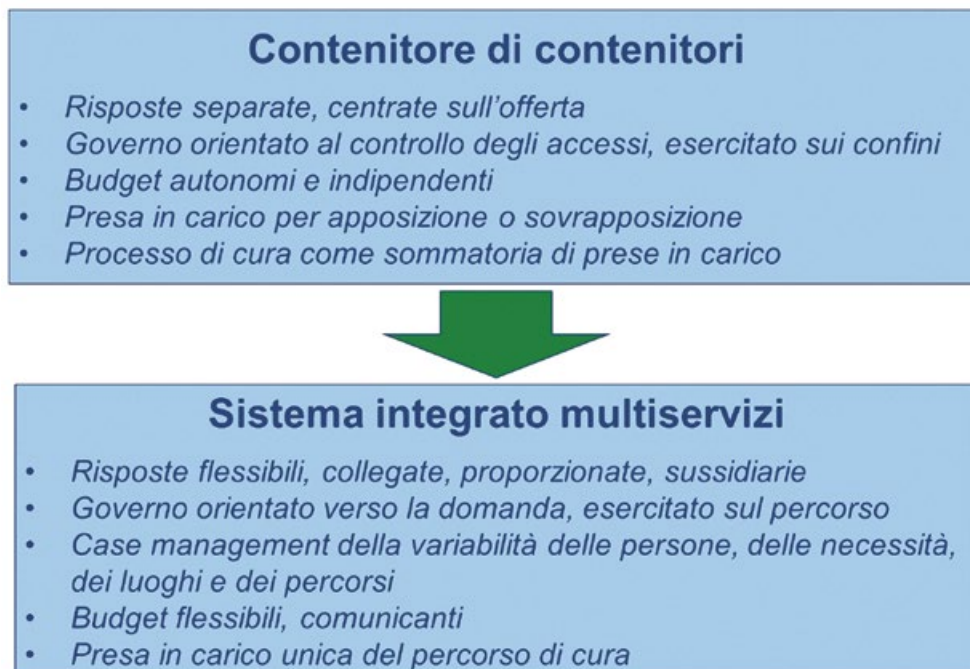 Contenitore di contenitori
• Risposte separate, centrate sull'offerta
• Governo orientato al controllo degli accessi, esercitato sui confini
• Budget autonomi e indipendenti
• Presa in carico per apposizione o sovrapposizione
• Processo di cura come sommatoria di prese in carico
Sistema integrato multiservizi
• Risposte flessibili, collegate, proporzionate, sussidiarie
• Governo orientato verso la domanda, esercitato sul percorso
• Case management della variabilità delle persone, delle necessità,
dei luoghi e dei percorsi
• Budget flessibili, comunicanti
• Presa in carico unica del percorso di cura